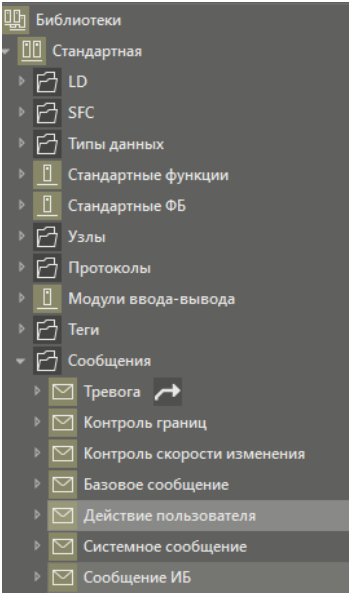 Библиотеки
Стандартная
LD
SFC
Типы данных
Стандартные функции
Стандартные ФБ
Узлы
Протоколы
Модули ввода-вывода
Теги
Сообщения
Тревога
Контроль границ
Контроль скорости изменения
Базовое сообщение
Действие пользователя
Системное сообщение
Сообщение ИБ